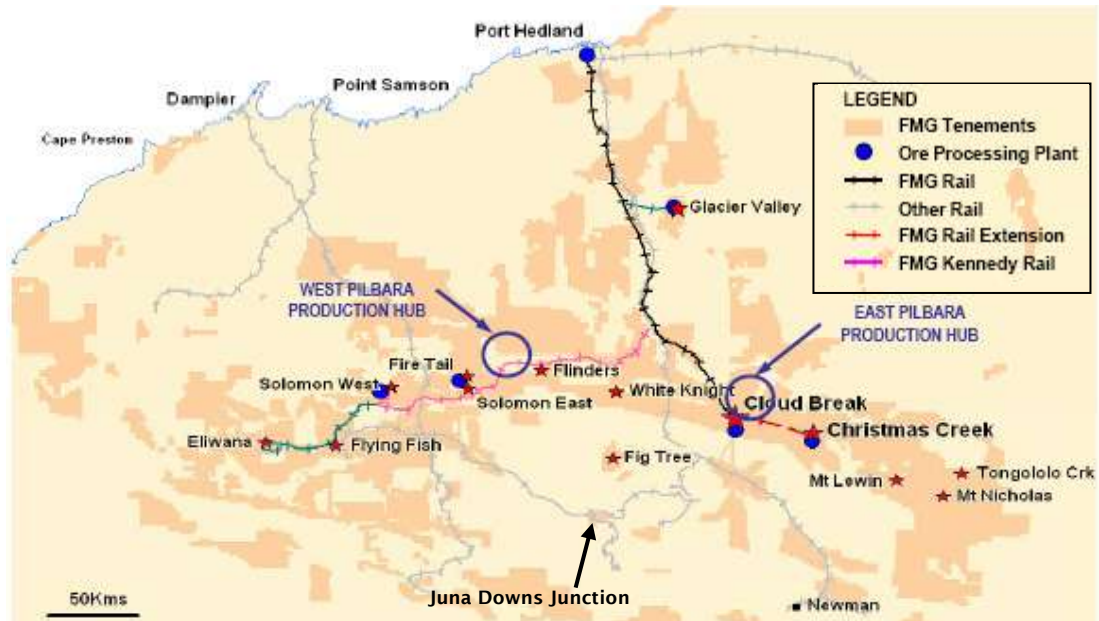 Port Hedland
Point Samson
Dampier
Cape Preston
LEGEND
FMG Tenements
Ore Processing Plant
FMG Rail
Other Rail
FMG Rail Extension
FMG Kennedy Rail
Glacier Valley
WEST PILBARA
PRODUCTION HUB
EAST PILBARA
PRODUCTION HUB
Fire Tail
Flinders
Solomon West
White Knight
Solomon East
Cloud Break
Christmas Creek
Eliwana
Flying Fish
Fig Tree
Mt Lewin
Tongololo Crk
Mt Nicholas
Juna Downs Junction
50Kms
Newman